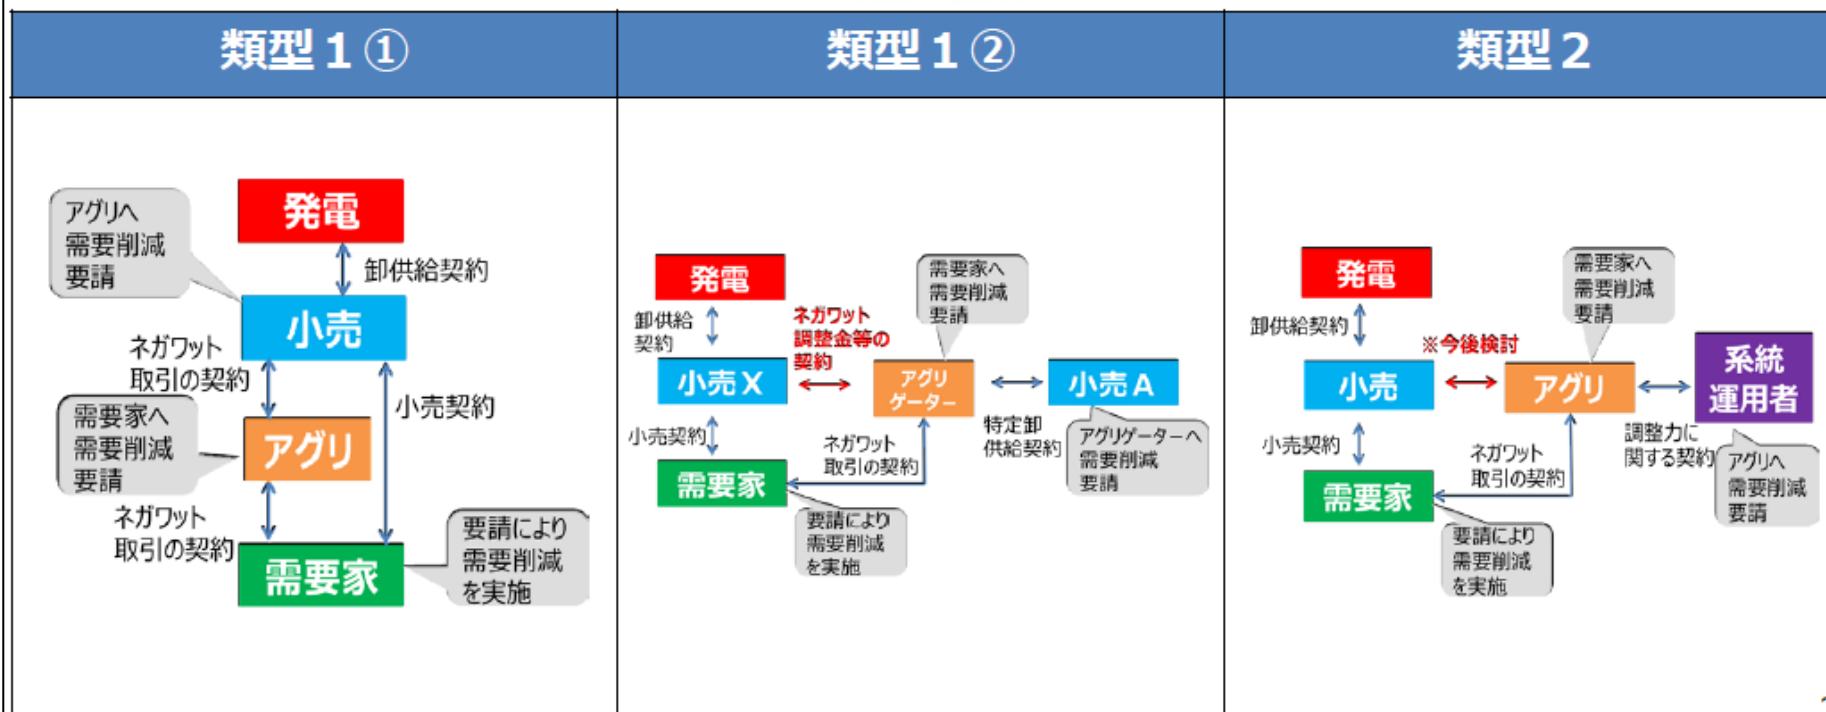 類型１①
類型１②
類型２
アグリへ
需要削減
要請
発電
卸供給契約
小売
ネガワット
取引の契約
小売契約
需要家へ
需要削減
要請
アグリ
ネガワット
取引の契約
需要家
要請により
需要削減
を実施
発電
需要家へ
需要削減
要請
卸供給
契約
ネガワット
調整金等の
契約
小売Ｘ
アグリ
ゲーター
小売Ａ
小売契約
ネガワット
取引の契約
特定卸
供給契約
アグリゲーターへ
需要削減
要請
需要家
要請により
需要削減
を実施
発電
需要家へ
需要削減
要請
卸供給契約
※今後検討
小売
アグリ
系統
運用者
小売契約
ネガワット
取引の契約
調整力に
関する契約
アグリへ
需要削減
要請
需要家
要請により
需要削減
を実施